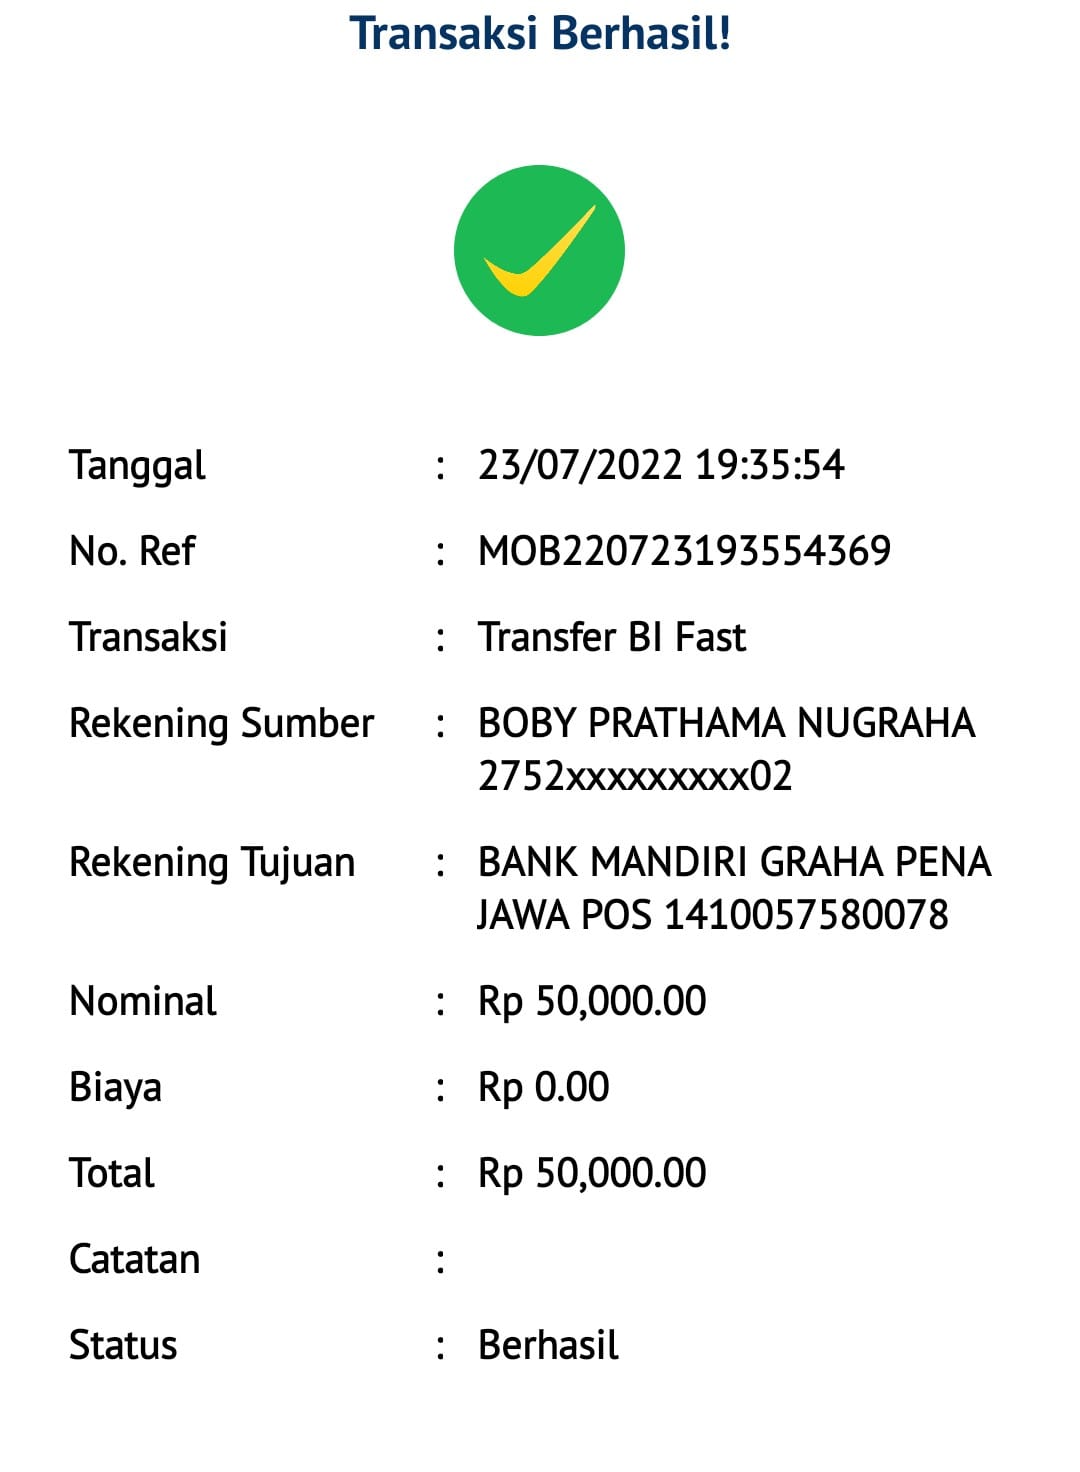 Transaksi Berhasil!
Tanggal : 23/07/2022 19:35:54
No. Ref : MOB220723193554369
Transaksi : Transfer BI Fast
Rekening Sumber : BOBY PRATHAMA NUGRAHA
2752xxxxxxxxx02
Rekening Tujuan : BANK MANDIRI GRAHA PENA
JAWA POS 1410057580078
Nominal : Rp 50,000.00
Biaya : Rp 0.00
Total : Rp 50,000.00
Catatan :
Status : Berhasil